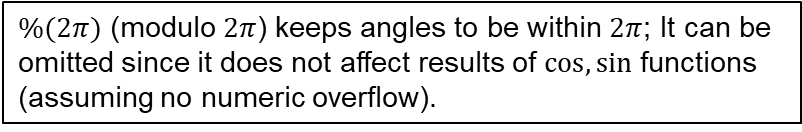 %(2π) (modulo 2π) keeps angles to be within 2π; It can be
omitted since it does not affect results of cos, sin functions
(assuming no numeric overflow).